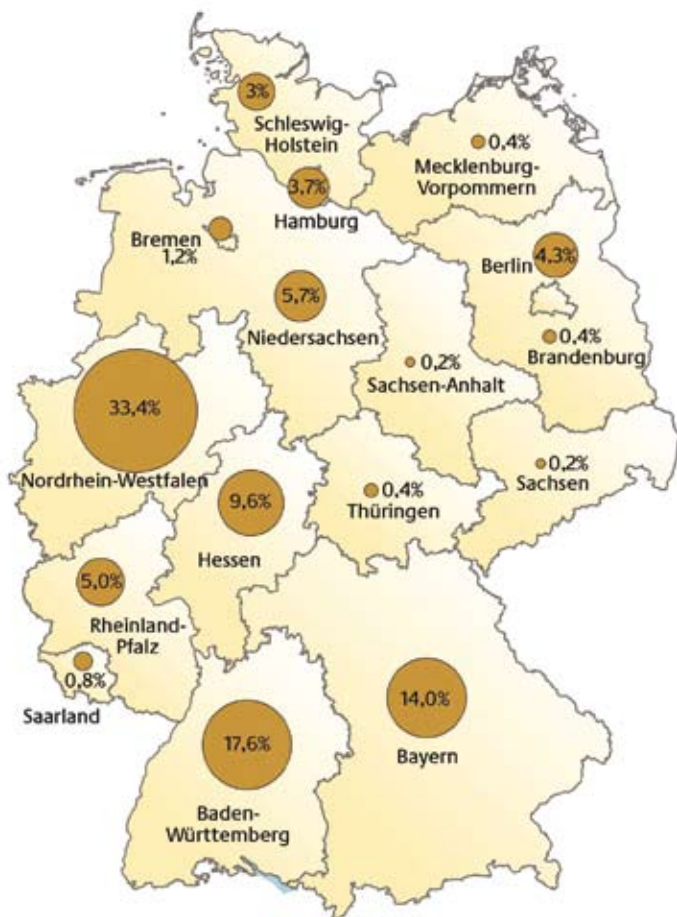 3%
Schleswig-
Holstein
0,4%
Mecklenburg-
Vorpommern
3,7%
Hamburg
Bremen
1,2%
4,3%
Berlin
5,7%
Niedersachsen
0,4%
Brandenburg
0,2%
Sachsen-Anhalt
33,4%
Nordrhein-Westfalen
9,6%
Hessen
0,4%
Thüringen
0,2%
Sachsen
5,0%
Rheinland-
Pfalz
0,8%
Saarland
17,6%
Baden-
Württemberg
14,0%
Bayern